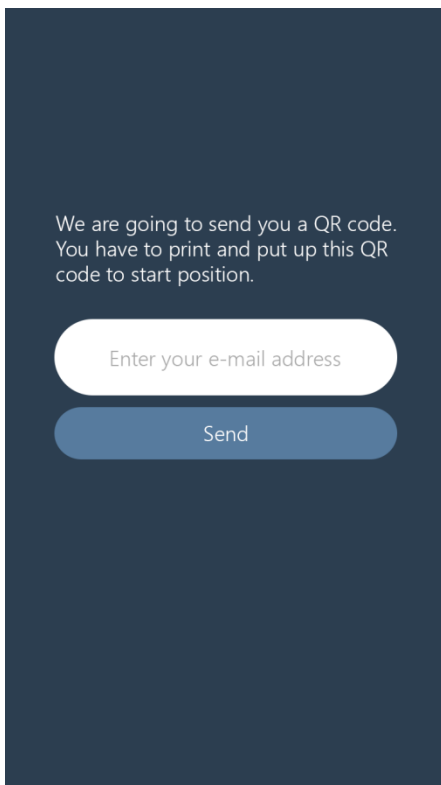 We are going to send you a QR code.
You have to print and put up this QR
code to start position.
Enter your e-mail address
Send